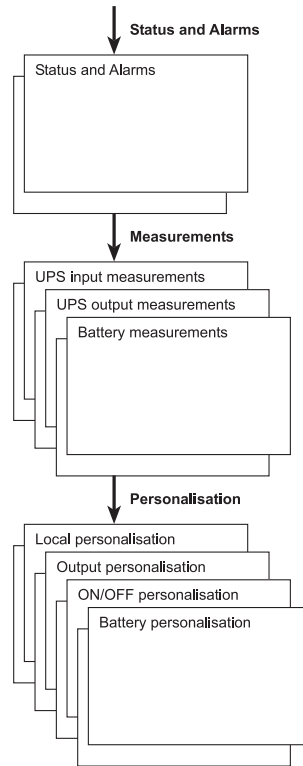 Status and Alarms
Status and Alarms
Measurements
UPS input measurements
UPS output measurements
Battery measurements
Personalisation
Local personalisation
Output personalisation
ON/OFF personalisation
Battery personalisation